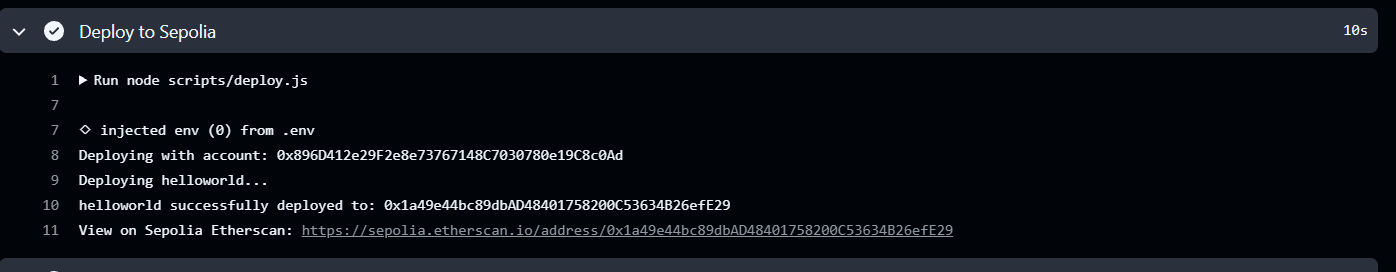 Deploy to Sepolia 10s
1 Run node scripts/deploy.js
7
7 ◇ injected env (0) from .env
8 Deploying with account: 0x896D412e29F2e8e73767148C7030780e19C8c0Ad
9 Deploying helloworld...
10 helloworld successfully deployed to: 0x1a49e44bc89dbAD48401758200C53634B26efE29
11 View on Sepolia Etherscan: https://sepolia.etherscan.io/address/0x1a49e44bc89dbAD48401758200C53634B26efE29